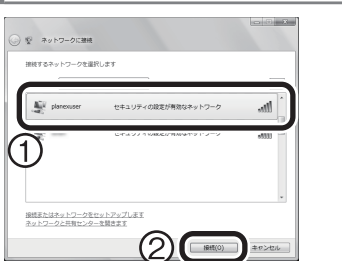 ネットワークに接続
接続するネットワークを選択します
planexuser セキュリティの設定が有効なネットワーク
①
セキュリティの設定が有効なネットワーク
接続またはネットワークをセットアップします
ネットワークと共有センターを開きます
② 接続(O) キャンセル